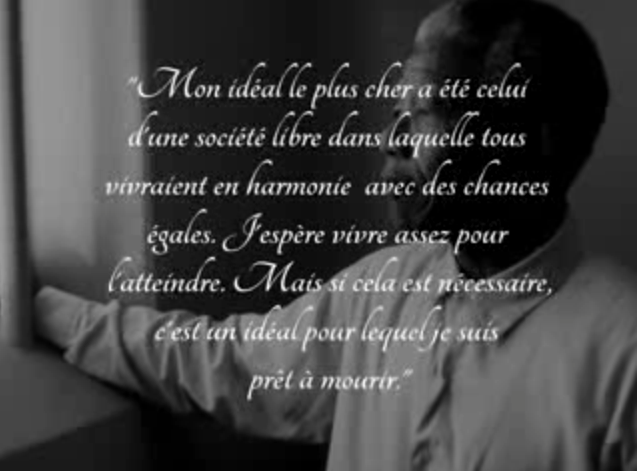 "Mon idéal le plus cher a été celui
d'une société libre dans laquelle tous
vivraient en harmonie avec des chances
égales. J'espère vivre assez pour
l'atteindre. Mais si cela est nécessaire,
c'est un idéal pour lequel je suis
prêt à mourir."